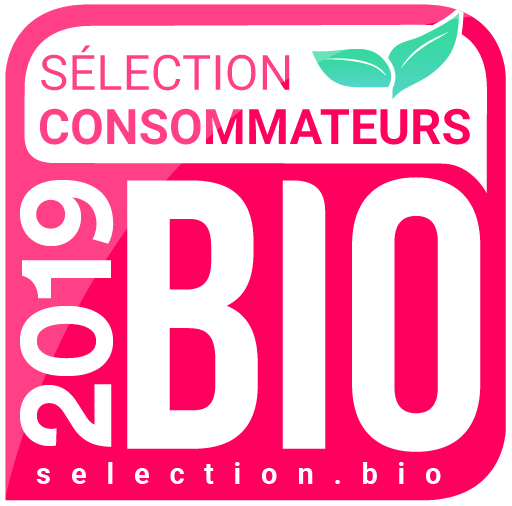 SÉLECTION
CONSOMMATEURS
2019
BIO
selection.bio